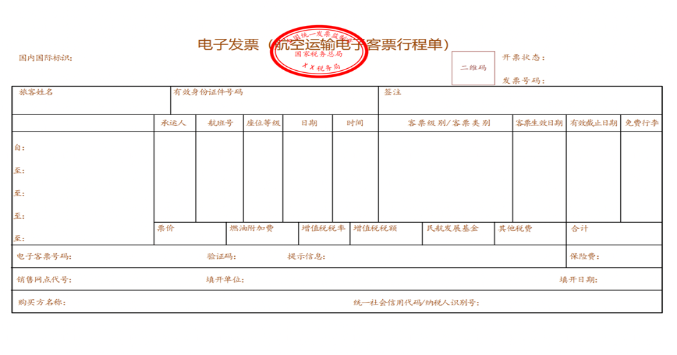 电子发票（航空运输电子客票行程单）
全国统一发票监制章
国家税务总局
××税务局
国内国际标识:
二维码
开票状态:
发票号码:
旅客姓名 有效身份证件号码 签注
承运人 航班号 座位等级 日期 时间 客票级别/客票类别 客票生效日期 有效截止日期 免费行李
自:
至:
至:
至:
至:
票价 燃油附加费 增值税税率 增值税税额 民航发展基金 其他税费 合计
电子客票号码: 验证码: 提示信息: 保险费:
销售网点代号: 填开单位: 填开日期:
购买方名称: 统一社会信用代码/纳税人识别号: